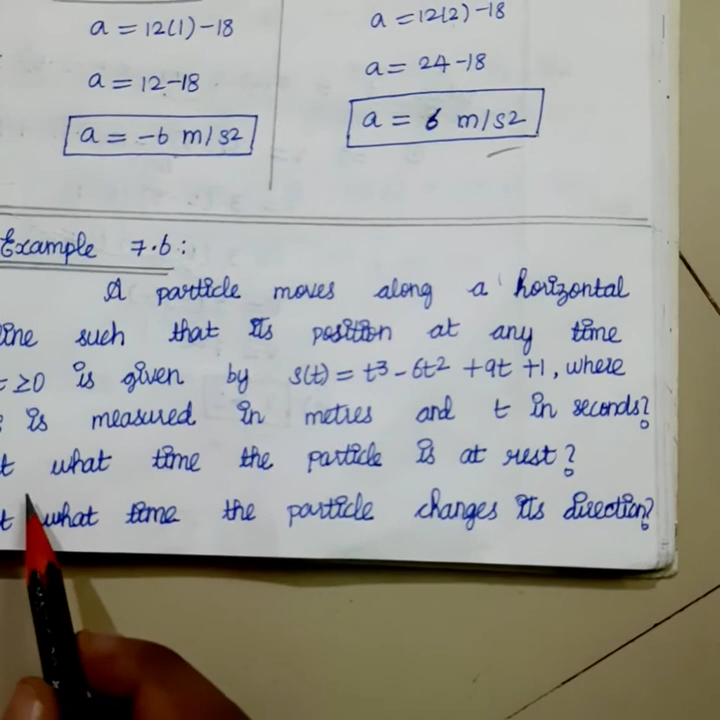 a = 12(1) - 18
a = 12 - 18
a = -6 m/s2
a = 12(2) - 18
a = 24 - 18
a = 6 m/s2
Example 7.6:
A particle moves along a horizontal
line such that its position at any time
t ≥0 is given by s(t) = t3 - 6t2 + 9t +1, where
s is measured in metres and t in seconds?
t what time the particle is at rest?
t what time the particle changes its direction?